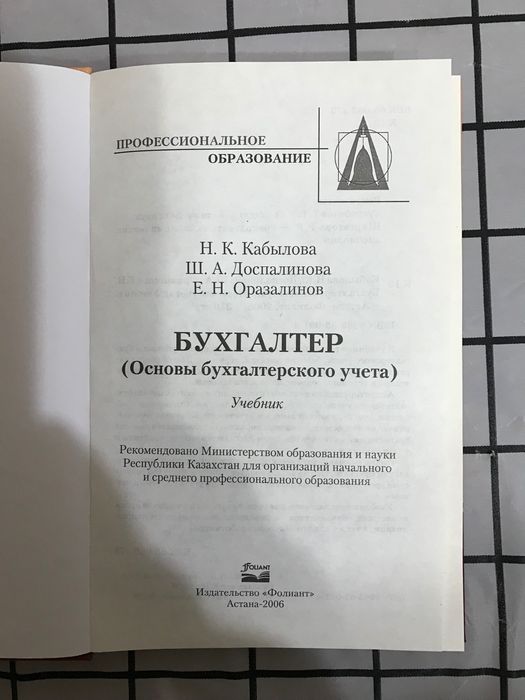 ПРОФЕССИОНАЛЬНОЕ
ОБРАЗОВАНИЕ
Н. К. Кабылова
Ш. А. Доспалинова
Е. Н. Оразалинов
БУХГАЛТЕР
(Основы бухгалтерского учета)
Учебник
Рекомендовано Министерством образования и науки
Республики Казахстан для организаций начального
и среднего профессионального образования
FOLIANT
Издательство «Фолиант»
Астана-2006